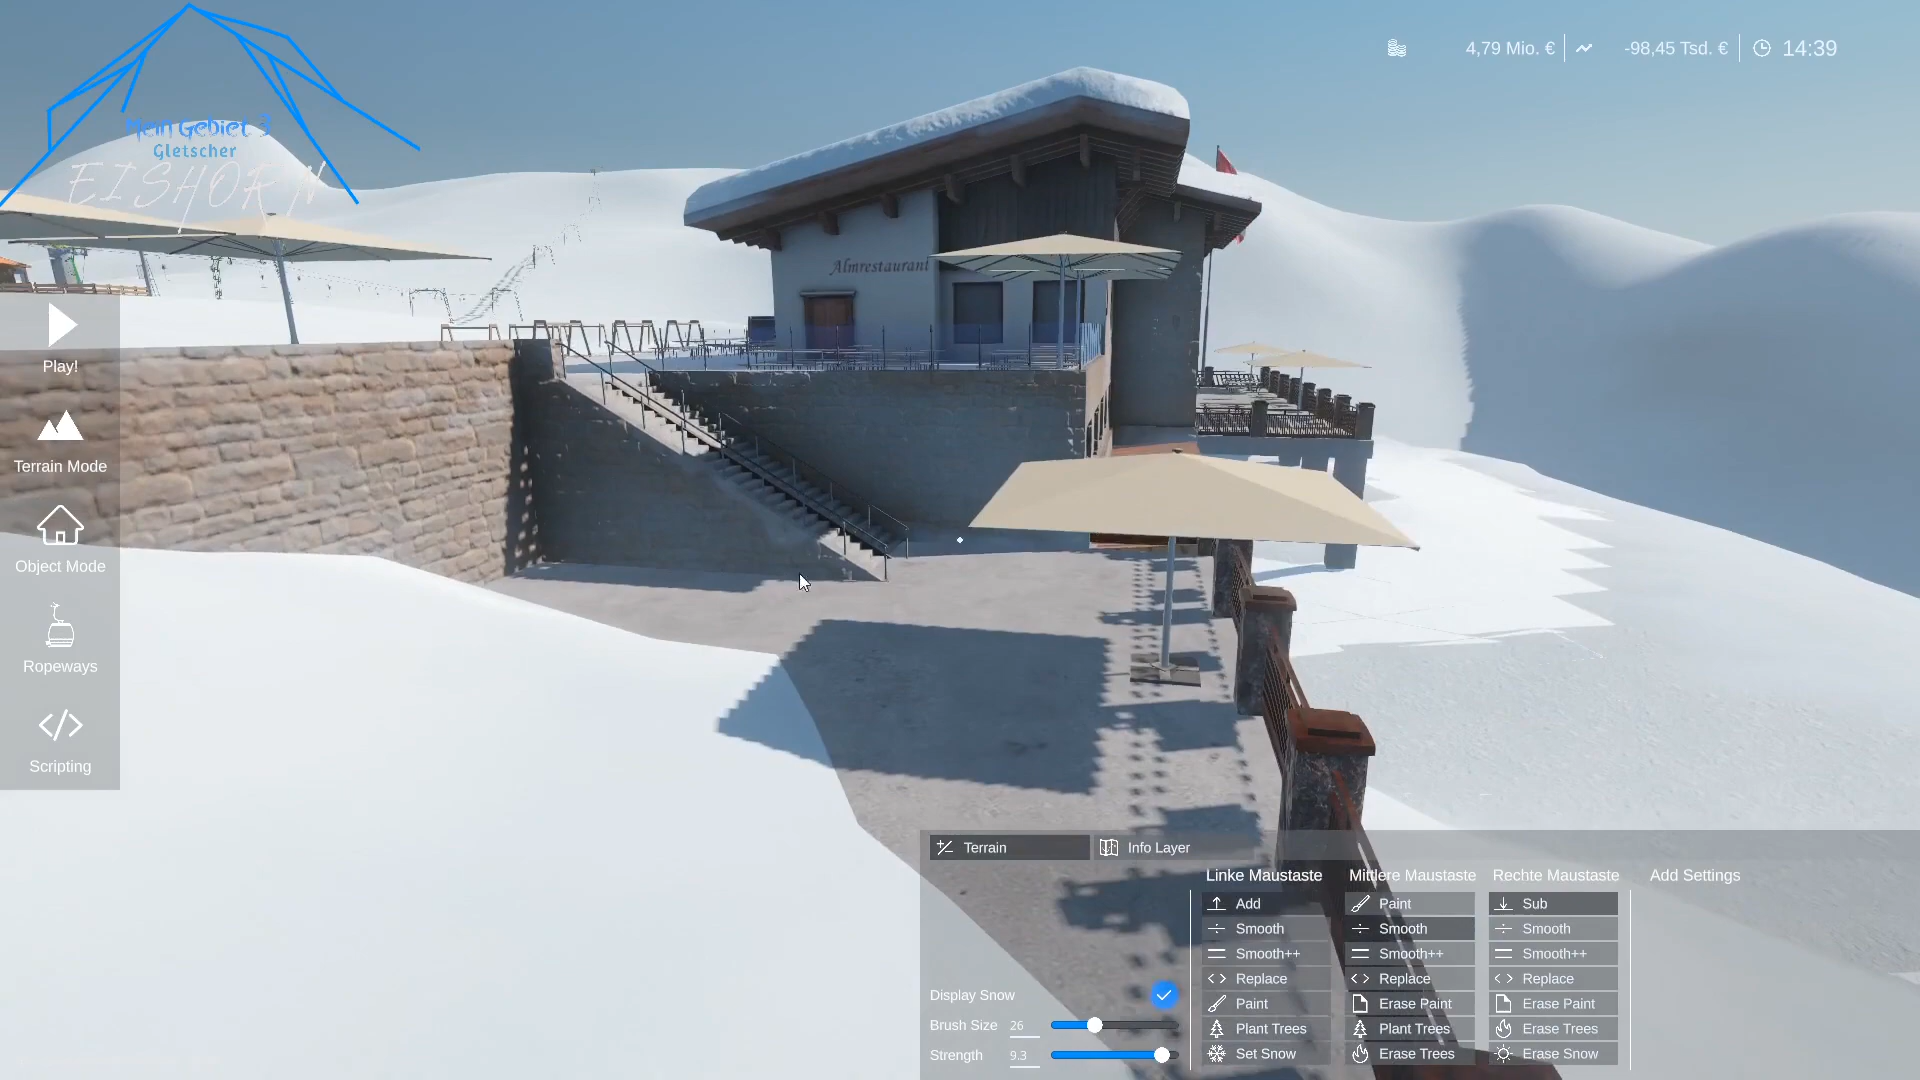 4,79 Mio. €
-98,45 Tsd. €
14:39
Mein Gebiet 3
Gletscher
EISHORN
Almrestaurant
Play!
Terrain Mode
Object Mode
Ropeways
Scripting
Terrain
Info Layer
Linke Maustaste
Mittlere Maustaste
Rechte Maustaste
Add Settings
Add
Paint
Sub
Smooth
Smooth
Smooth
Smooth++
Smooth++
Smooth++
Replace
Replace
Replace
Paint
Erase Paint
Erase Paint
Plant Trees
Plant Trees
Erase Trees
Set Snow
Erase Trees
Erase Snow
Display Snow
Brush Size 26
Strength 9.3